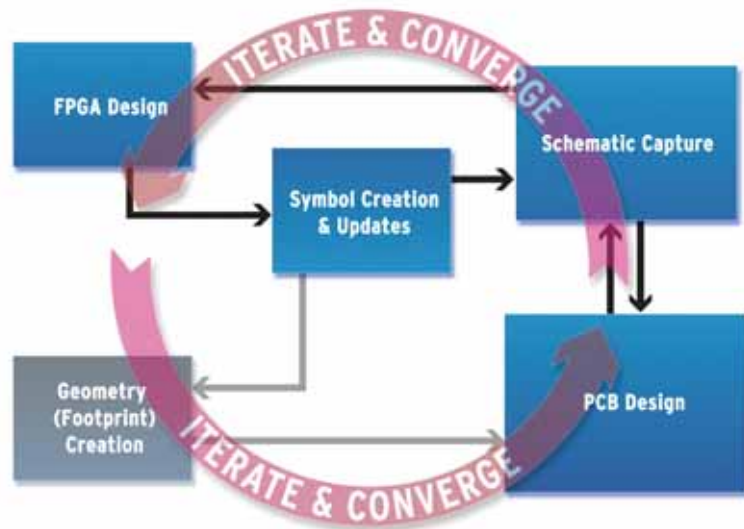 ITERATE & CONVERGE
FPGA Design
Schematic Capture
Symbol Creation
& Updates
Geometry
(Footprint)
Creation
PCB Design
ITERATE & CONVERGE